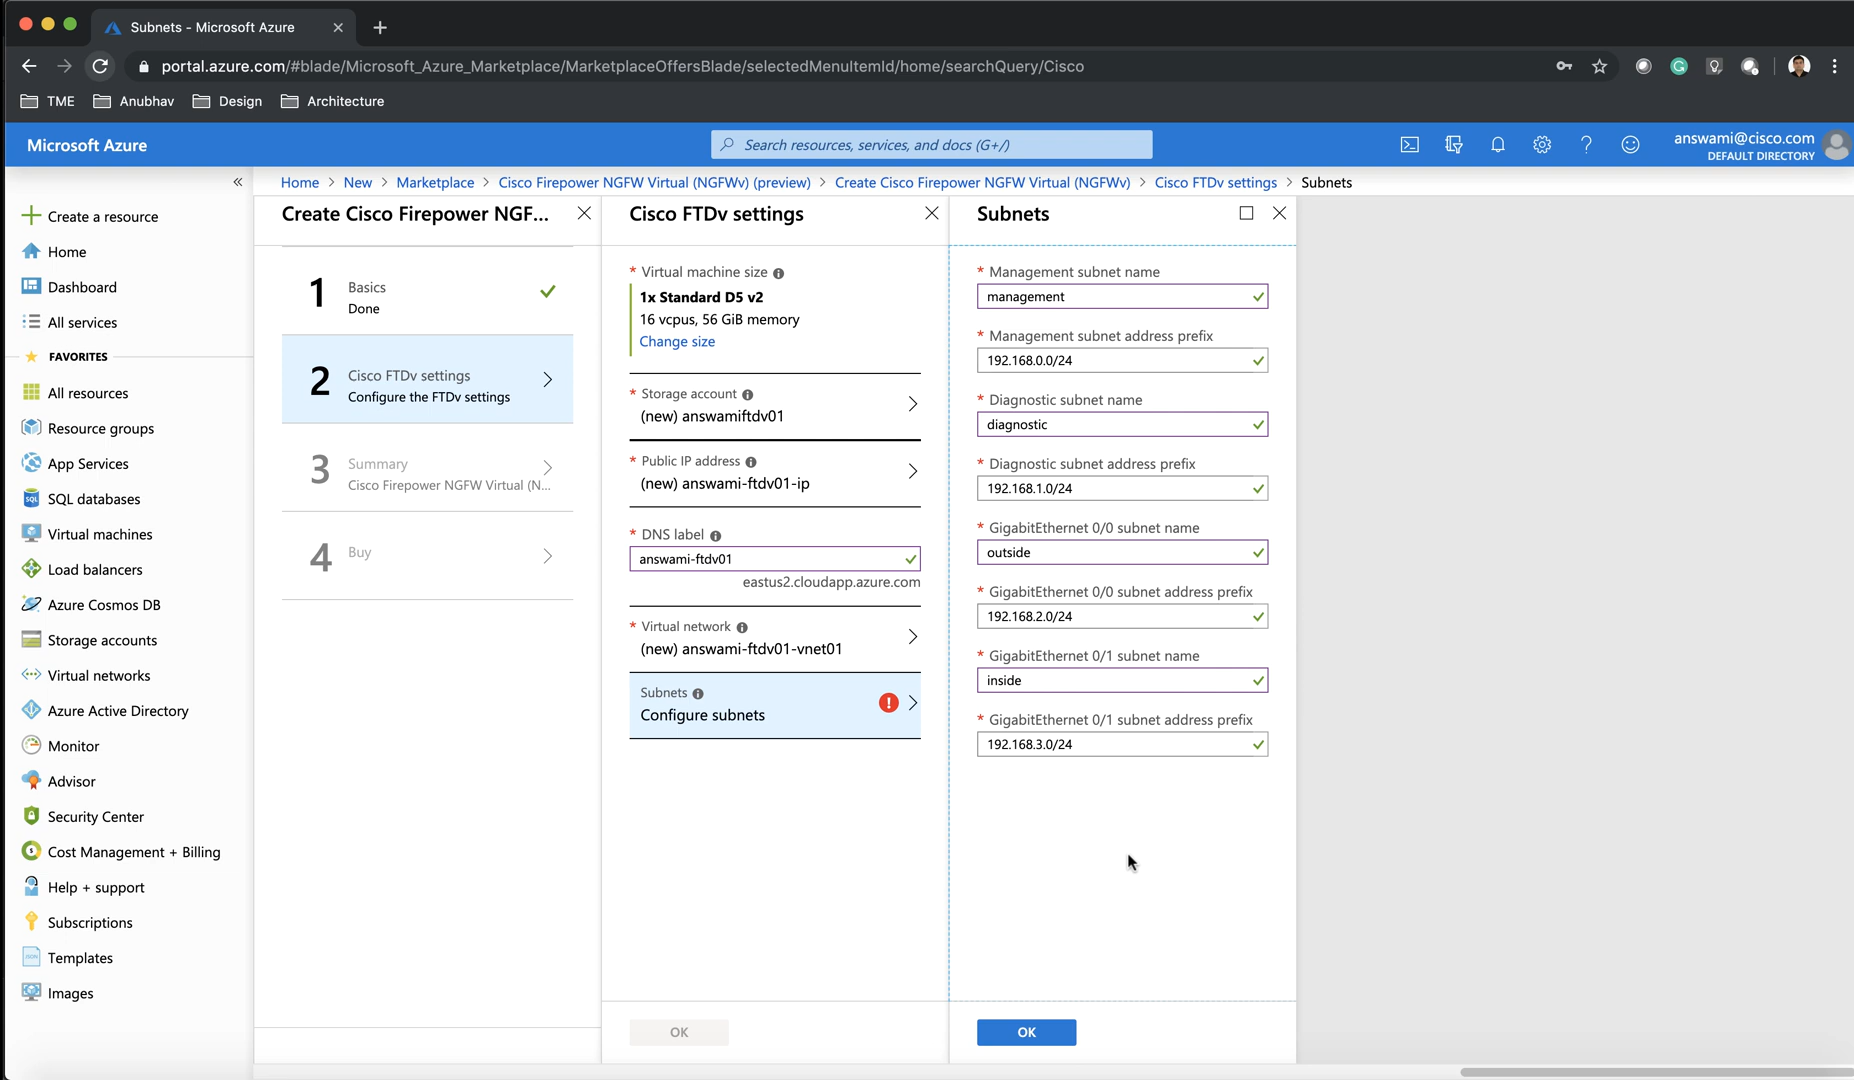 Subnets - Microsoft Azure
portal.azure.com/#blade/Microsoft_Azure_Marketplace/MarketplaceOffersBlade/selectedMenuItemId/home/searchQuery/Cisco
TME
Anubhav
Design
Architecture
Microsoft Azure
Search resources, services, and docs (G+/)
answami@cisco.com
DEFAULT DIRECTORY
Home > New > Marketplace > Cisco Firepower NGFW Virtual (NGFWv) (preview) > Create Cisco Firepower NGFW Virtual (NGFWv) > Cisco FTDv settings > Subnets
«
Create a resource
Home
Dashboard
All services
FAVORITES
All resources
Resource groups
App Services
SQL databases
Virtual machines
Load balancers
Azure Cosmos DB
Storage accounts
Virtual networks
Azure Active Directory
Monitor
Advisor
Security Center
Cost Management + Billing
Help + support
Subscriptions
Templates
Images
Create Cisco Firepower NGF...
1
Basics
Done
2
Cisco FTDv settings
Configure the FTDv settings
3
Summary
Cisco Firepower NGFW Virtual (N...
4
Buy
Cisco FTDv settings
* Virtual machine size
1x Standard D5 v2
16 vcpus, 56 GiB memory
Change size
* Storage account
(new) answamiftdv01
* Public IP address
(new) answami-ftdv01-ip
* DNS label
answami-ftdv01
eastus2.cloudapp.azure.com
* Virtual network
(new) answami-ftdv01-vnet01
Subnets
Configure subnets
OK
Subnets
* Management subnet name
management
* Management subnet address prefix
192.168.0.0/24
* Diagnostic subnet name
diagnostic
* Diagnostic subnet address prefix
192.168.1.0/24
* GigabitEthernet 0/0 subnet name
outside
* GigabitEthernet 0/0 subnet address prefix
192.168.2.0/24
* GigabitEthernet 0/1 subnet name
inside
* GigabitEthernet 0/1 subnet address prefix
192.168.3.0/24
OK